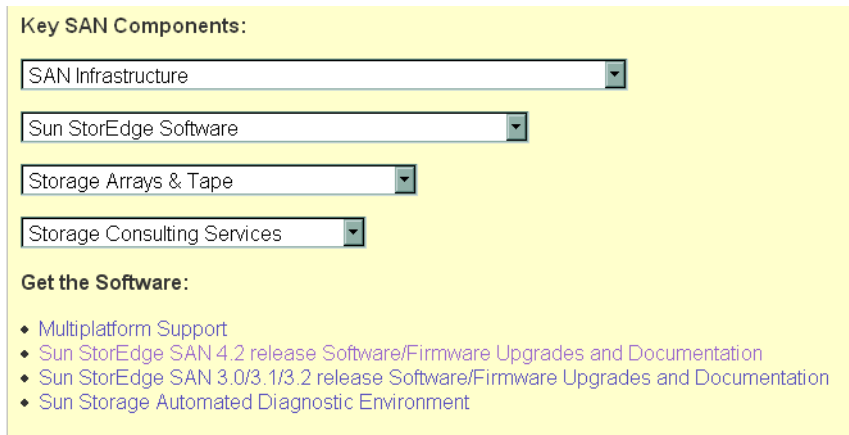 Key SAN Components:
SAN Infrastructure
Sun StorEdge Software
Storage Arrays & Tape
Storage Consulting Services
Get the Software:
• Multiplatform Support
• Sun StorEdge SAN 4.2 release Software/Firmware Upgrades and Documentation
• Sun StorEdge SAN 3.0/3.1/3.2 release Software/Firmware Upgrades and Documentation
• Sun Storage Automated Diagnostic Environment